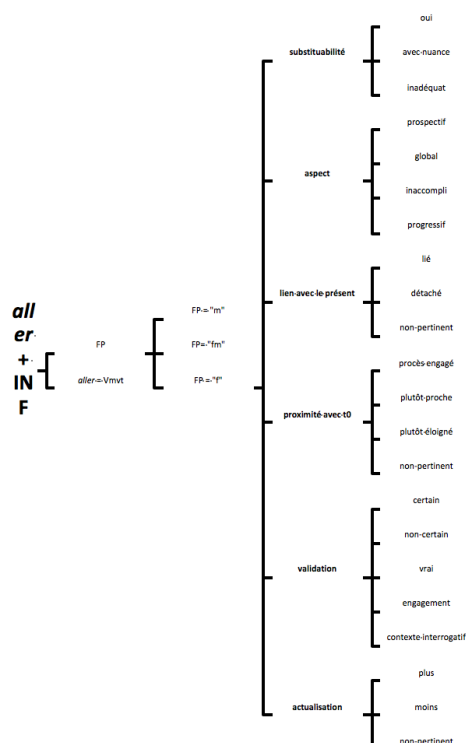 all
er
+
IN
F
FP
aller=Vmvt
FP="m"
FP="fm"
FP="f"
substituabilité
oui
avec nuance
inadéquat
aspect
prospectif
global
inaccompli
progressif
lien avec le présent
lié
détaché
non-pertinent
proximité avec t0
procès engagé
plutôt proche
plutôt éloigné
non-pertinent
validation
certain
non-certain
vrai
engagement
contexte interrogatif
actualisation
plus
moins
non-pertinent